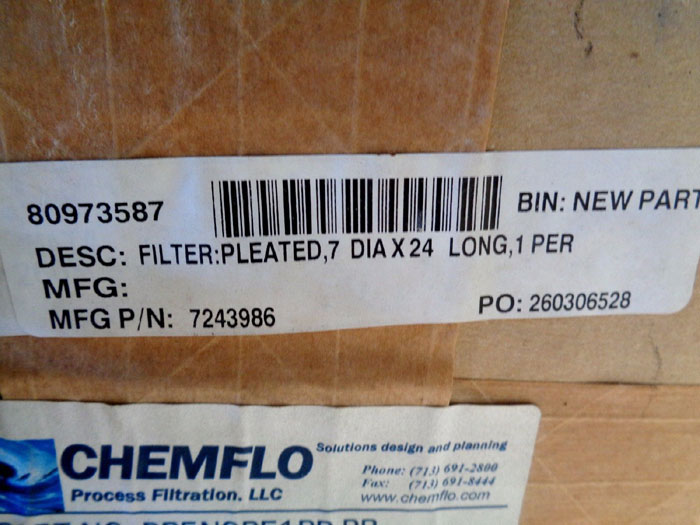 80973587 BIN: NEW PART
DESC: FILTER:PLEATED,7 DIA X 24 LONG,1 PER
MFG:
MFG P/N: 7243986 PO: 260306528
CHEMFLO Solutions design and planning
Process Filtration, LLC
Phone: (713) 691-2800
Fax: (713) 691-8444
www.chemflo.com